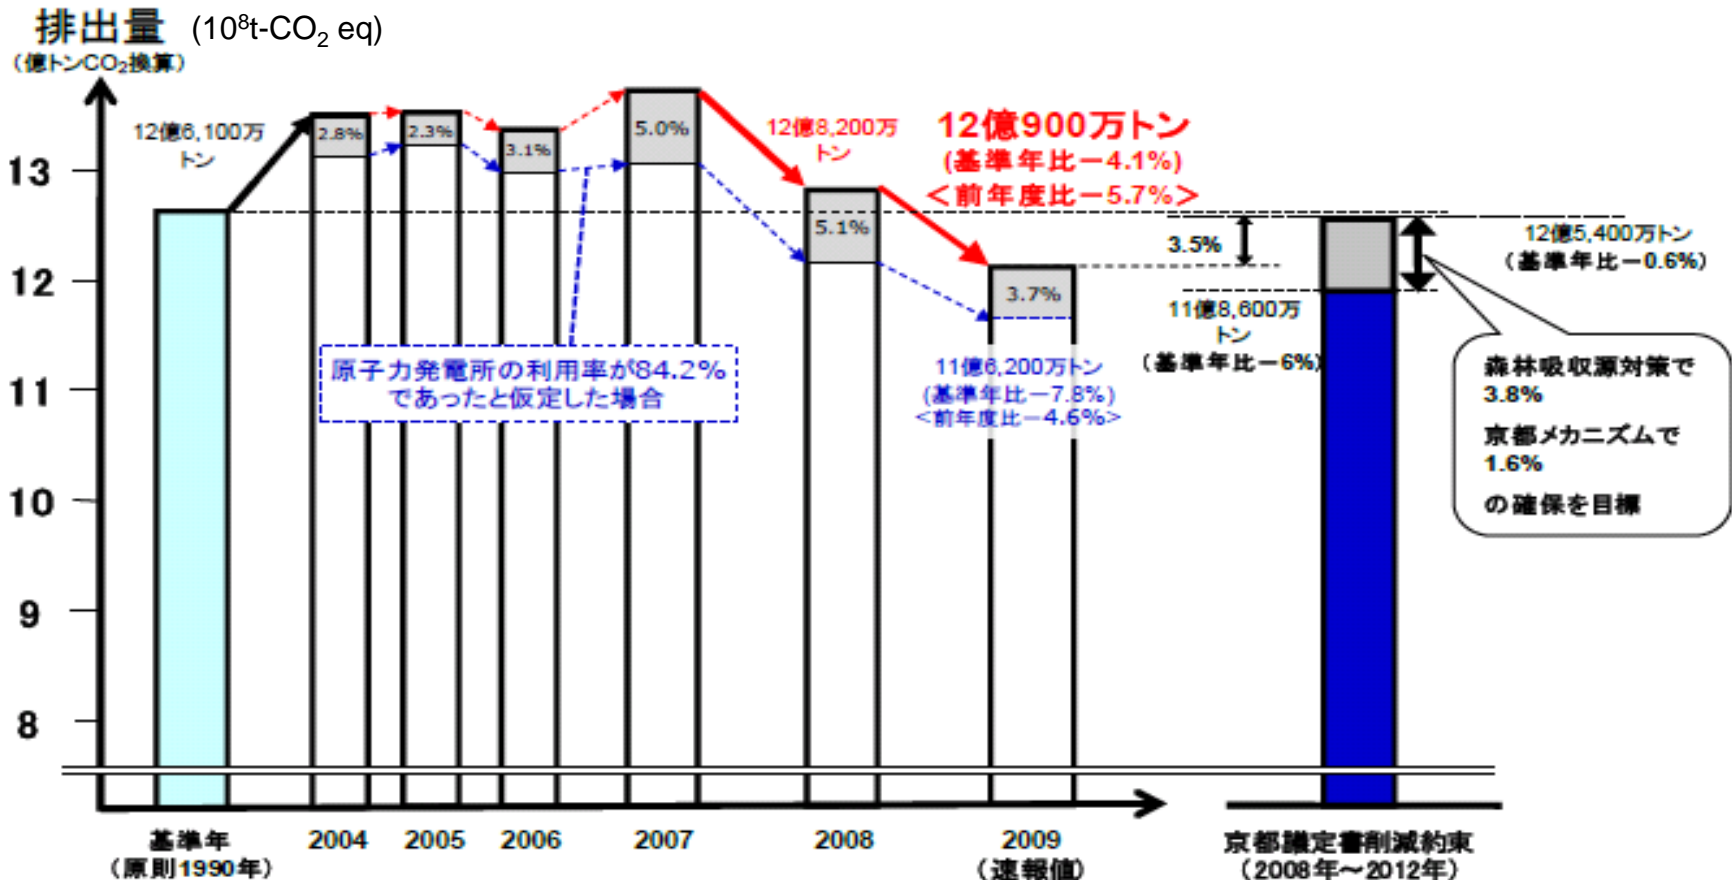 排出量 (10⁸t-CO₂ eq)
(億トンCO₂換算)
12億6,100万
トン
2.8%
2.3%
3.1%
5.0%
12億8,200万
トン
5.1%
12億900万トン
(基準年比－4.1%)
＜前年度比－5.7%＞
3.7%
3.5%
12億5,400万トン
(基準年比－0.6%)
11億8,600万
トン
(基準年比－6%)
11億6,200万トン
(基準年比－7.8%)
＜前年度比－4.6%＞
原子力発電所の利用率が84.2%
であったと仮定した場合
森林吸収源対策で
3.8%
京都メカニズムで
1.6%
の確保を目標
13
12
11
10
9
8
基準年
(原則1990年)
2004
2005
2006
2007
2008
2009
(速報値)
京都議定書削減約束
(2008年～2012年)